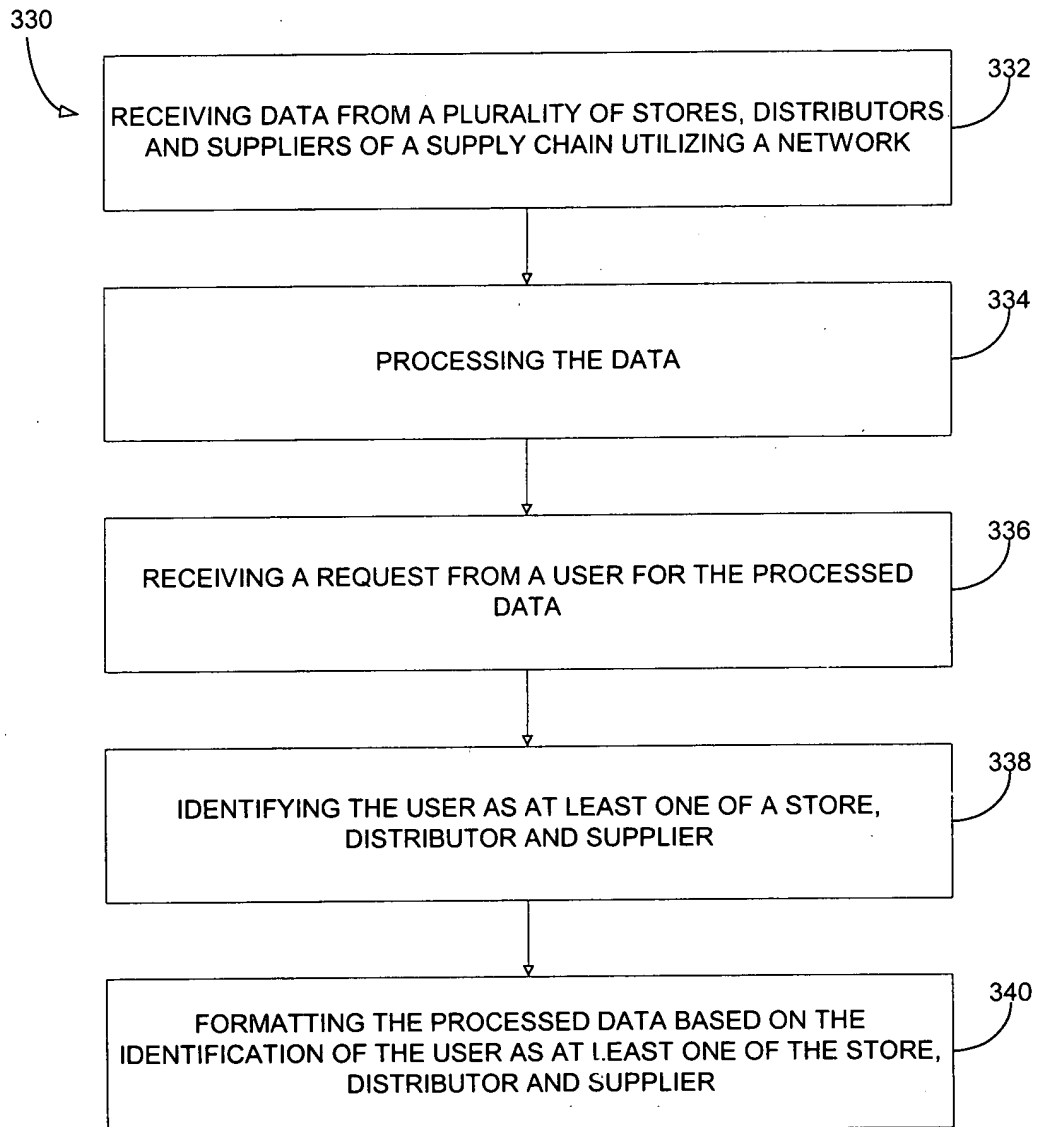 330
332
RECEIVING DATA FROM A PLURALITY OF STORES, DISTRIBUTORS
AND SUPPLIERS OF A SUPPLY CHAIN UTILIZING A NETWORK
334
PROCESSING THE DATA
336
RECEIVING A REQUEST FROM A USER FOR THE PROCESSED
DATA
338
IDENTIFYING THE USER AS AT LEAST ONE OF A STORE,
DISTRIBUTOR AND SUPPLIER
340
FORMATTING THE PROCESSED DATA BASED ON THE
IDENTIFICATION OF THE USER AS AT LEAST ONE OF THE STORE,
DISTRIBUTOR AND SUPPLIER